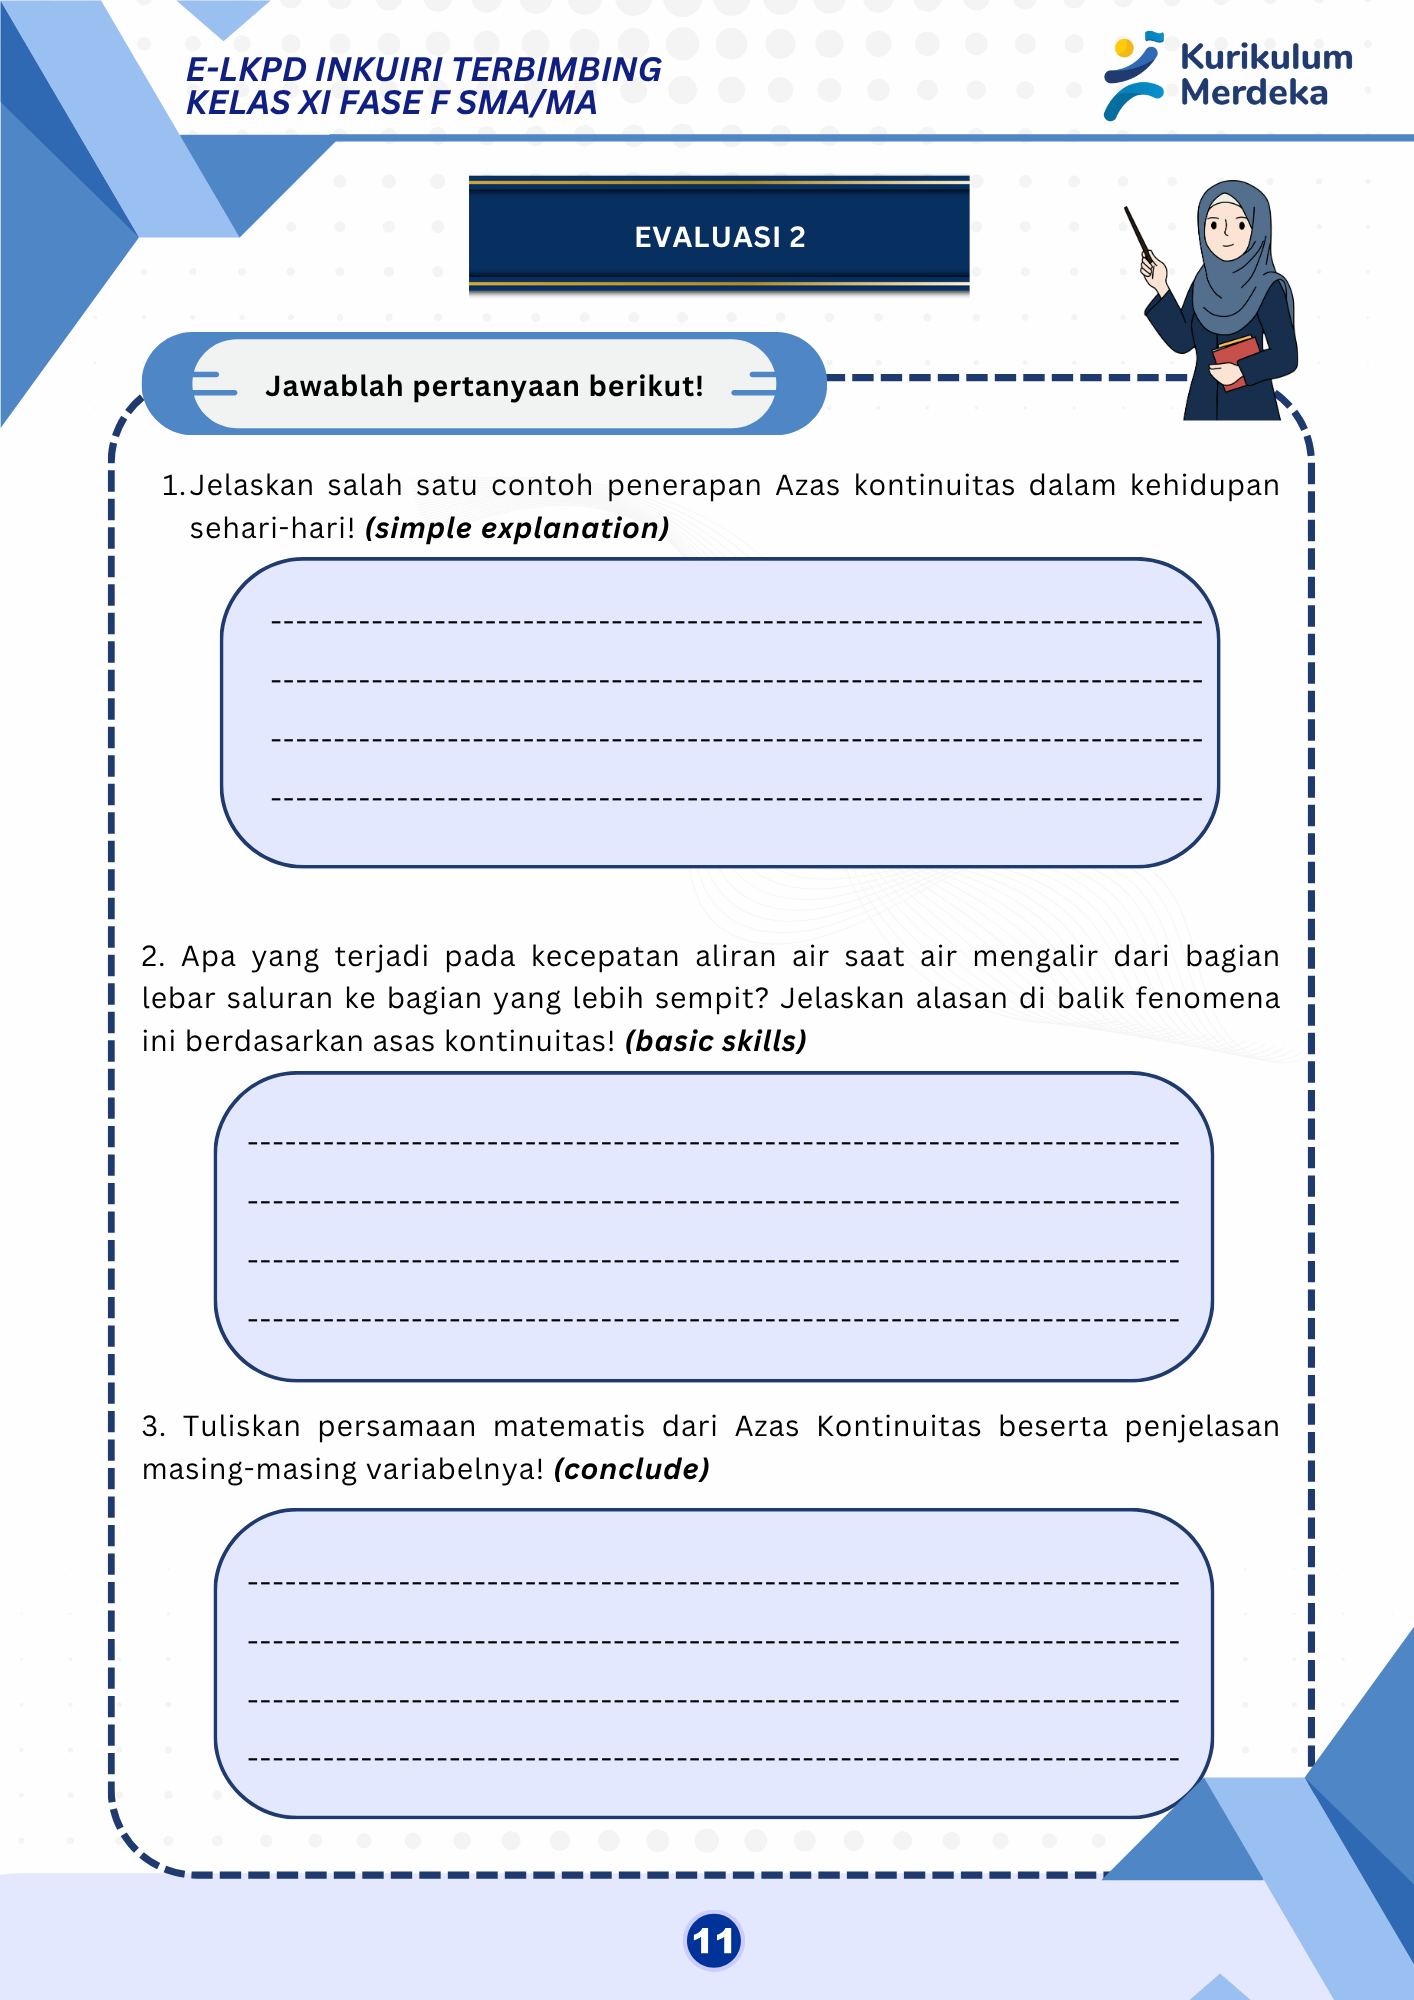 E-LKPD INKUIRI TERBIMBING
KELAS XI FASE F SMA/MA
Kurikulum
Merdeka
EVALUASI 2
Jawablah pertanyaan berikut!
1. Jelaskan salah satu contoh penerapan Azas kontinuitas dalam kehidupan
sehari-hari! (simple explanation)
2. Apa yang terjadi pada kecepatan aliran air saat air mengalir dari bagian
lebar saluran ke bagian yang lebih sempit? Jelaskan alasan di balik fenomena
ini berdasarkan asas kontinuitas! (basic skills)
3. Tuliskan persamaan matematis dari Azas Kontinuitas beserta penjelasan
masing-masing variabelnya! (conclude)
11